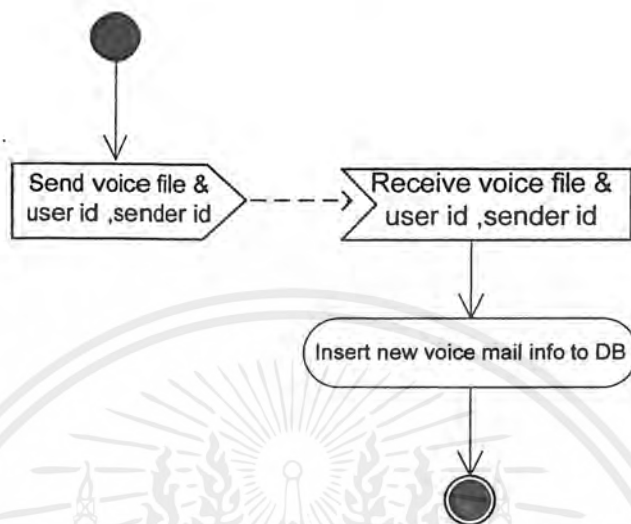 Send voice file &
user id ,sender id
Receive voice file &
user id ,sender id
Insert new voice mail info to DB